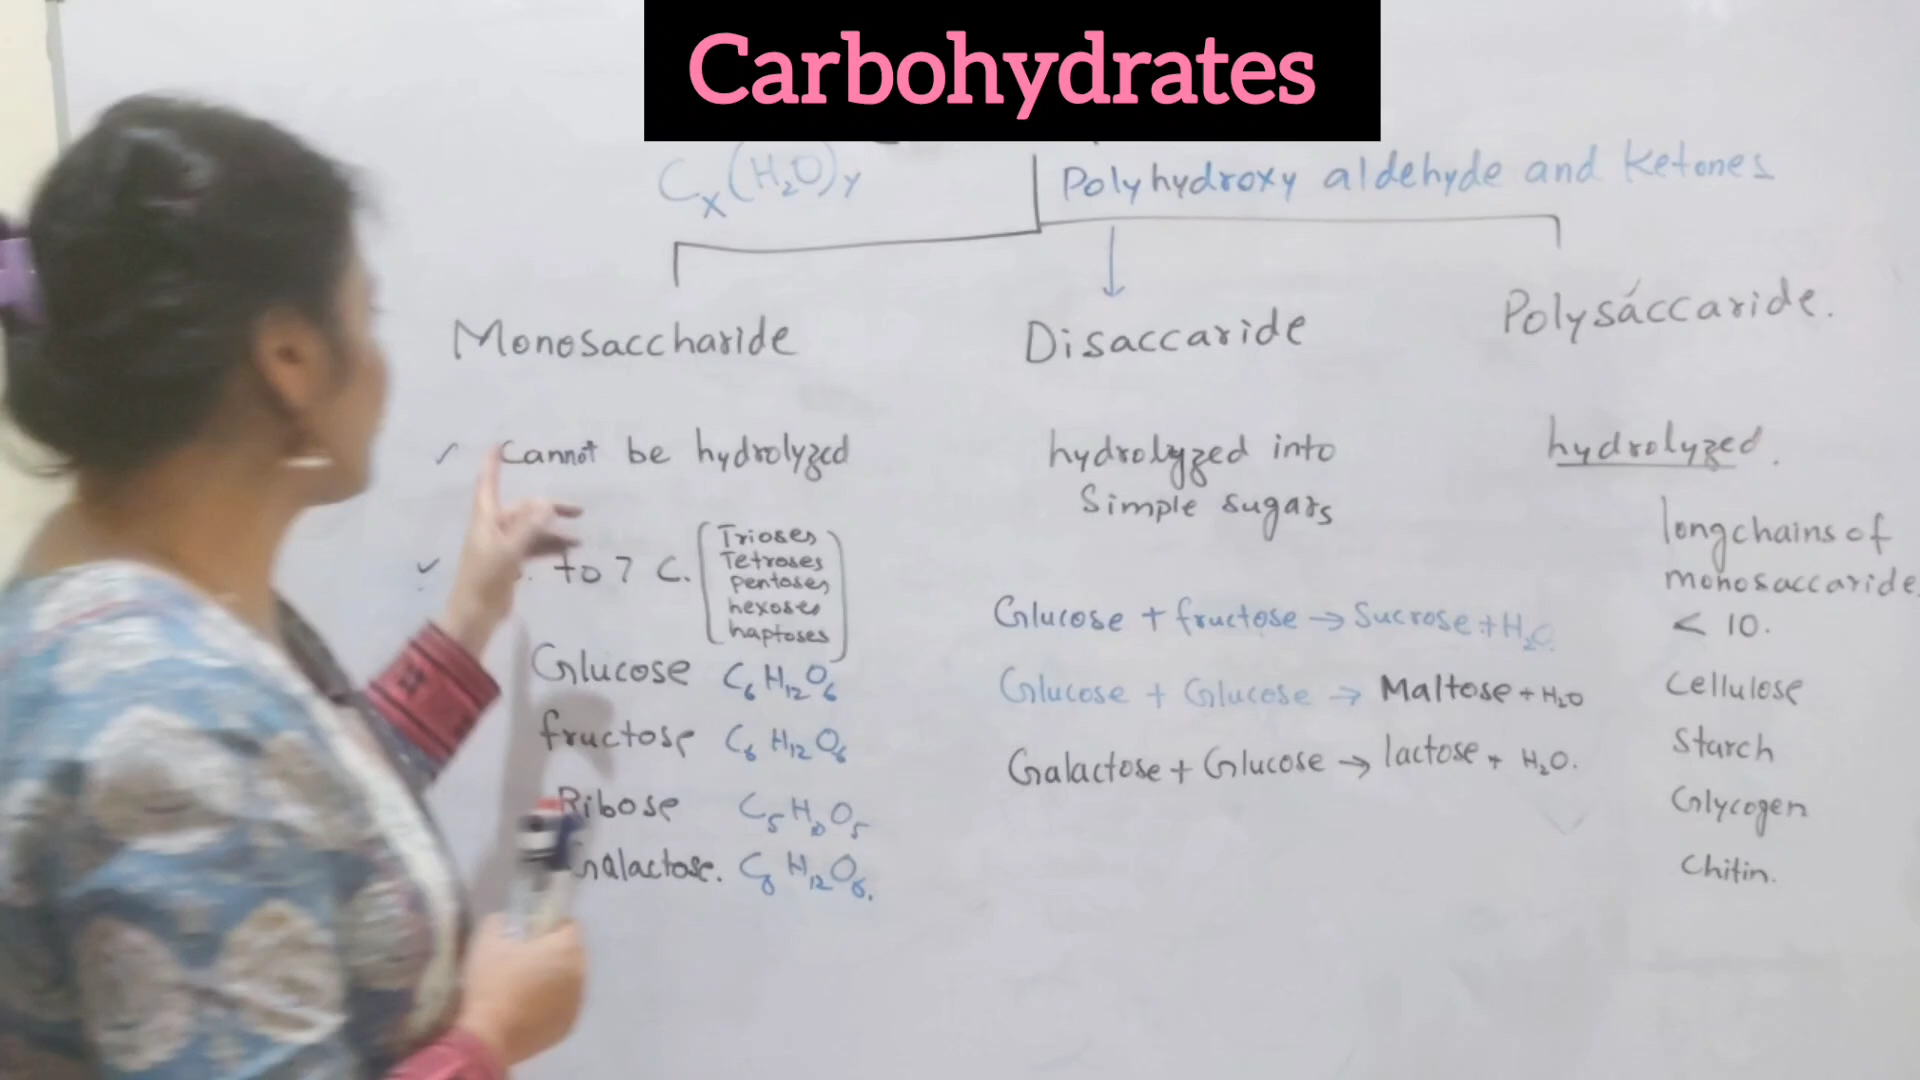 Carbohydrates
Cx(H2O)y
Polyhydroxy aldehyde and Ketones
Monosaccharide
cannot be hydrolyzed
to 7 C.
Trioses
Tetroses
pentoses
hexoses
haptoses
Glucose C6H12O6
fructose C6H12O6
Ribose C5H10O5
Galactose. C6H12O6.
Disaccaride
hydrolyzed into
Simple sugars
Glucose + fructose → Sucrose + H2O.
Glucose + Glucose → Maltose + H2O
Galactose + Glucose → lactose + H2O.
Polysaccaride.
hydrolyzed.
longchains of
monosaccaride.
< 10.
cellulose
Starch
Glycogen
Chitin.